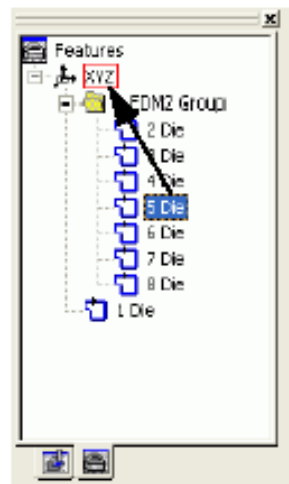 Features
XYZ
EDM2 Group
2 Die
3 Die
4 Die
5 Die
6 Die
7 Die
8 Die
1 Die